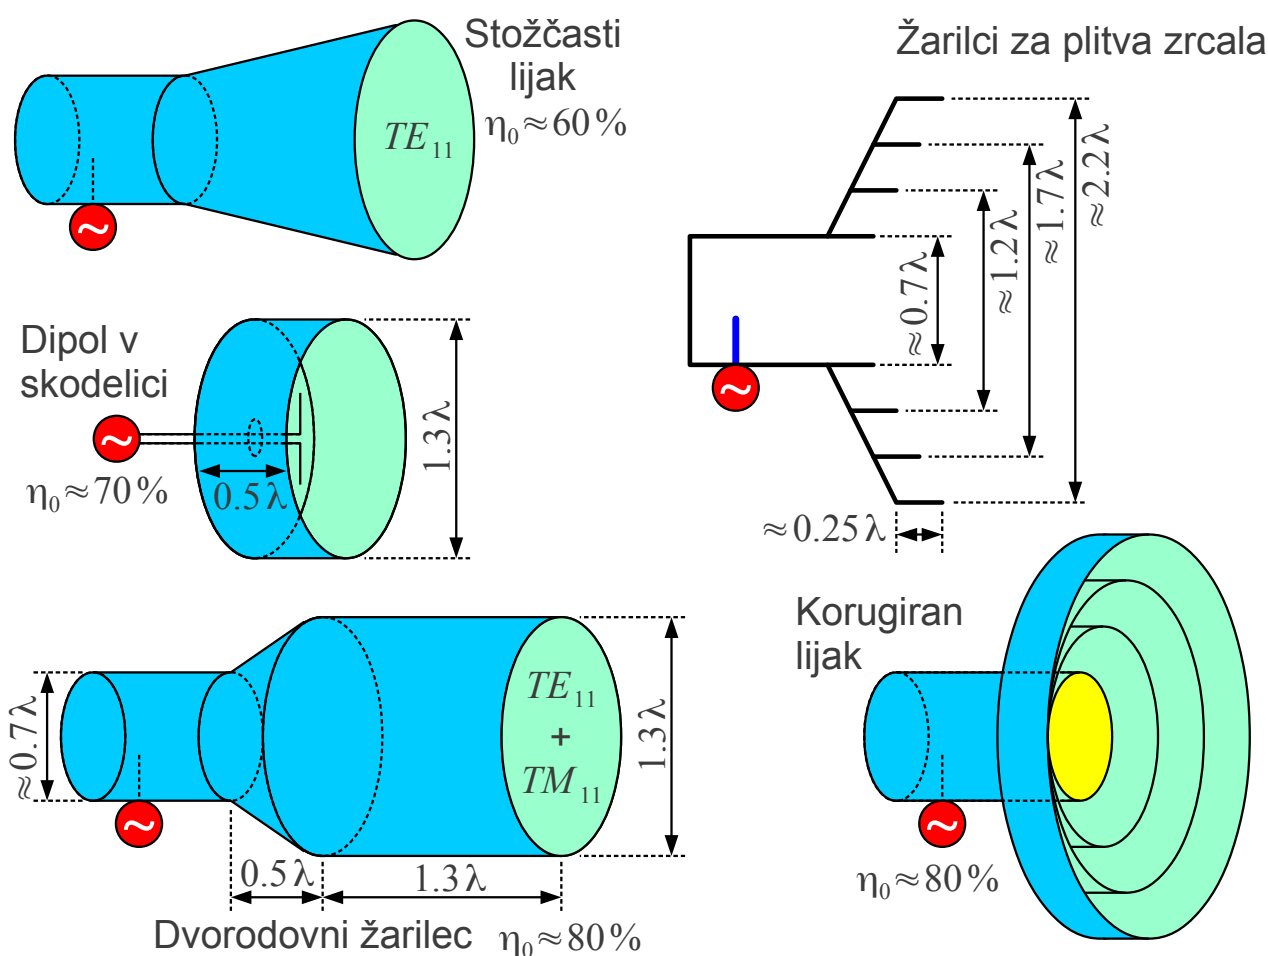 Stožčasti
lijak
η₀≈60%
TE₁₁
Žarilci za plitva zrcala
≈0.7λ
≈1.2λ
≈1.7λ
≈2.2λ
≈0.25λ
Dipol v
skodelici
η₀≈70%
0.5λ
1.3λ
Korugiran
lijak
η₀≈80%
≈0.7λ
TE₁₁
+
TM₁₁
1.3λ
0.5λ
1.3λ
Dvorodovni žarilec η₀≈80%